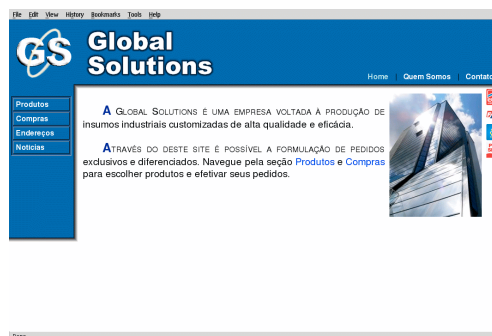 File Edit View History Bookmarks Tools Help
GS Global
Solutions
Home | Quem Somos | Contato
Produtos
Compras
Endereços
Notícias
A GLOBAL SOLUTIONS É UMA EMPRESA VOLTADA À PRODUÇÃO DE
insumos industriais customizadas de alta qualidade e eficácia.
ATRAVÉS DO DESTE SITE É POSSÍVEL A FORMULAÇÃO DE PEDIDOS
exclusivos e diferenciados. Navegue pela seção Produtos e Compras
para escolher produtos e efetivar seus pedidos.